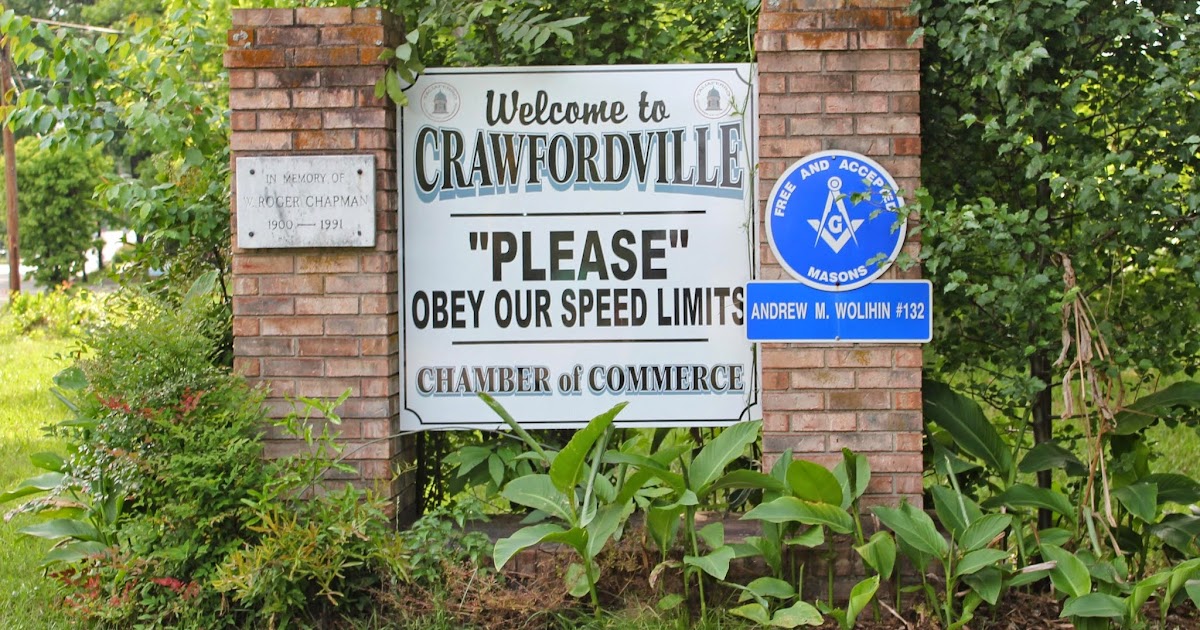 IN MEMORY OF
W. ROGER CHAPMAN
1900 — 1991
Welcome to
CRAWFORDVILLE
"PLEASE"
OBEY OUR SPEED LIMITS
CHAMBER of COMMERCE
FREE AND ACCEPTED
G
MASONS
ANDREW M. WOLIHIN #132